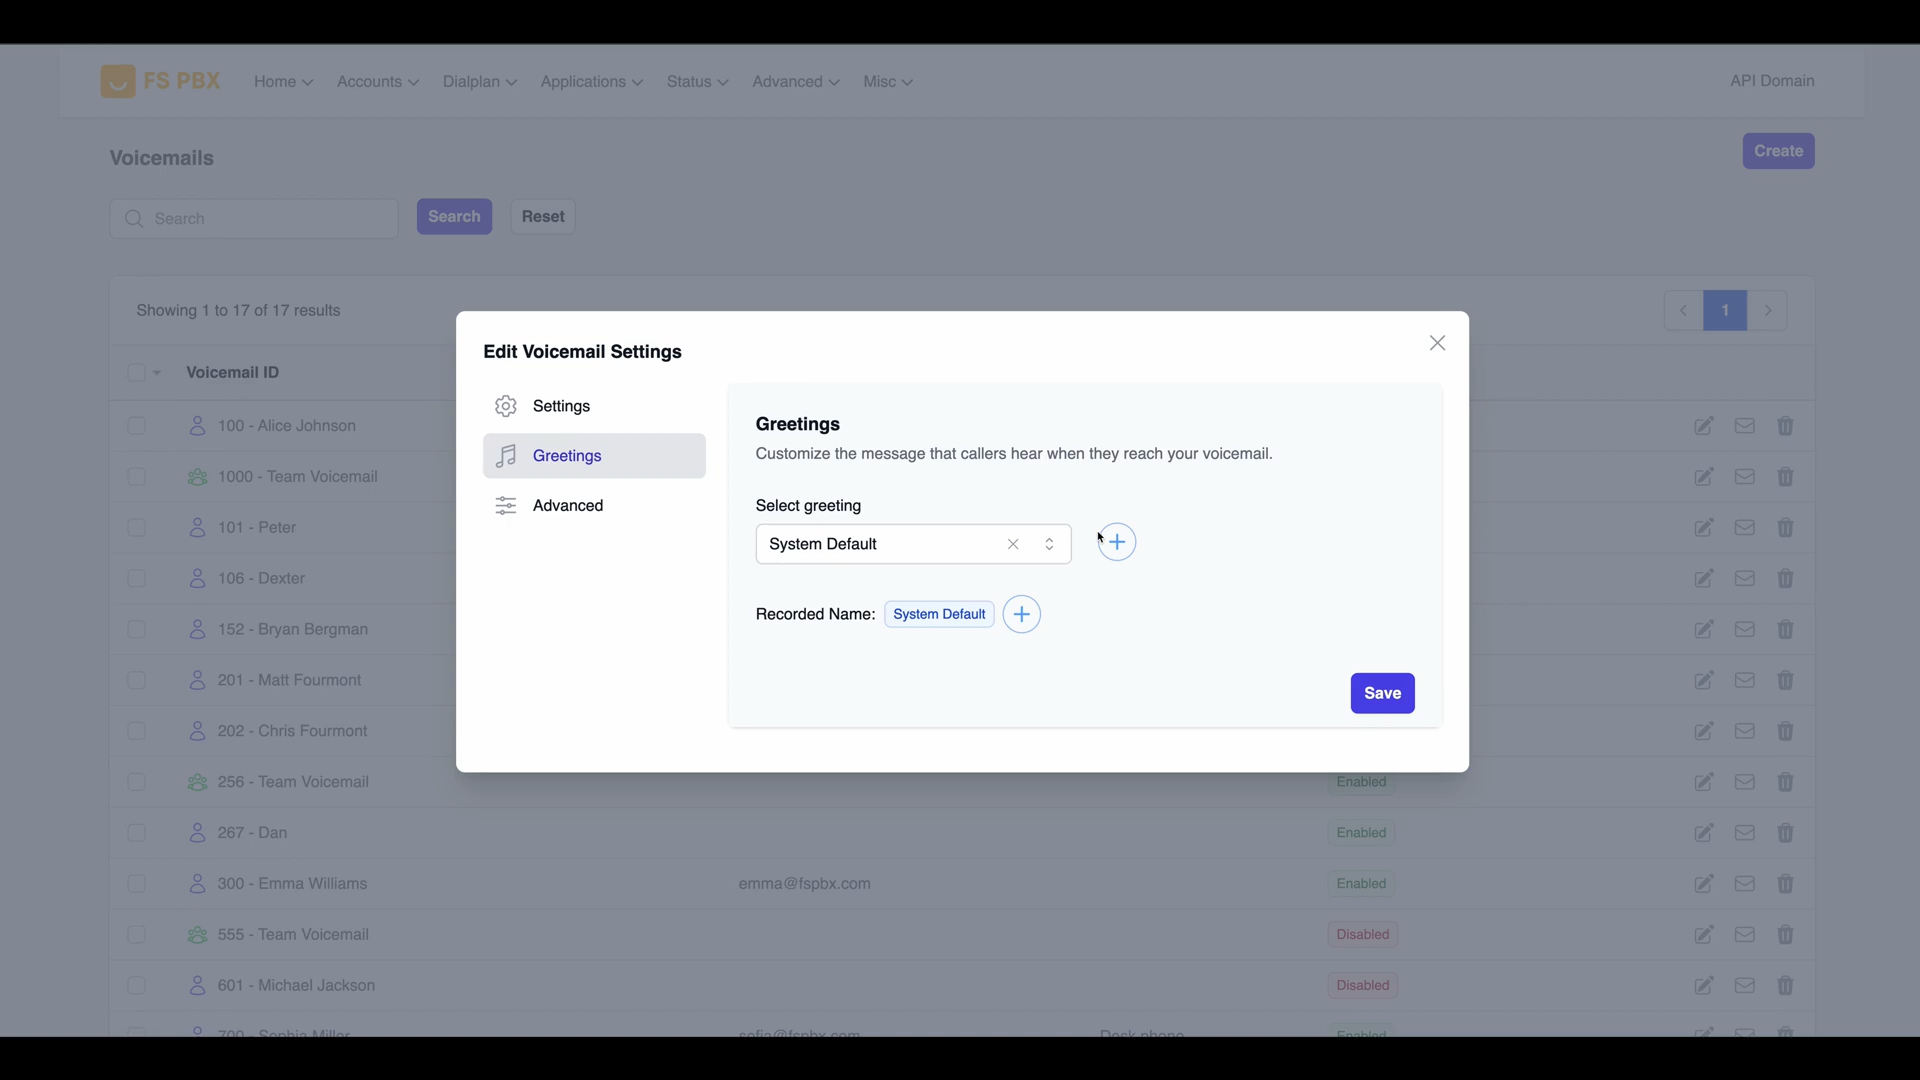 FS PBX Home Accounts Dialplan Applications Status Advanced Misc API Domain
Voicemails Create
Search Search Reset
Showing 1 to 17 of 17 results 1
Voicemail ID
100 - Alice Johnson
1000 - Team Voicemail
101 - Peter
106 - Dexter
152 - Bryan Bergman
201 - Matt Fourmont
202 - Chris Fourmont
256 - Team Voicemail Enabled
267 - Dan Enabled
300 - Emma Williams emma@fspbx.com Enabled
555 - Team Voicemail Disabled
601 - Michael Jackson Disabled
700 - Sophia Miller sofia@fspbx.com Desk phone Enabled
Edit Voicemail Settings
Settings
Greetings
Advanced
Greetings
Customize the message that callers hear when they reach your voicemail.
Select greeting
System Default
Recorded Name: System Default
Save